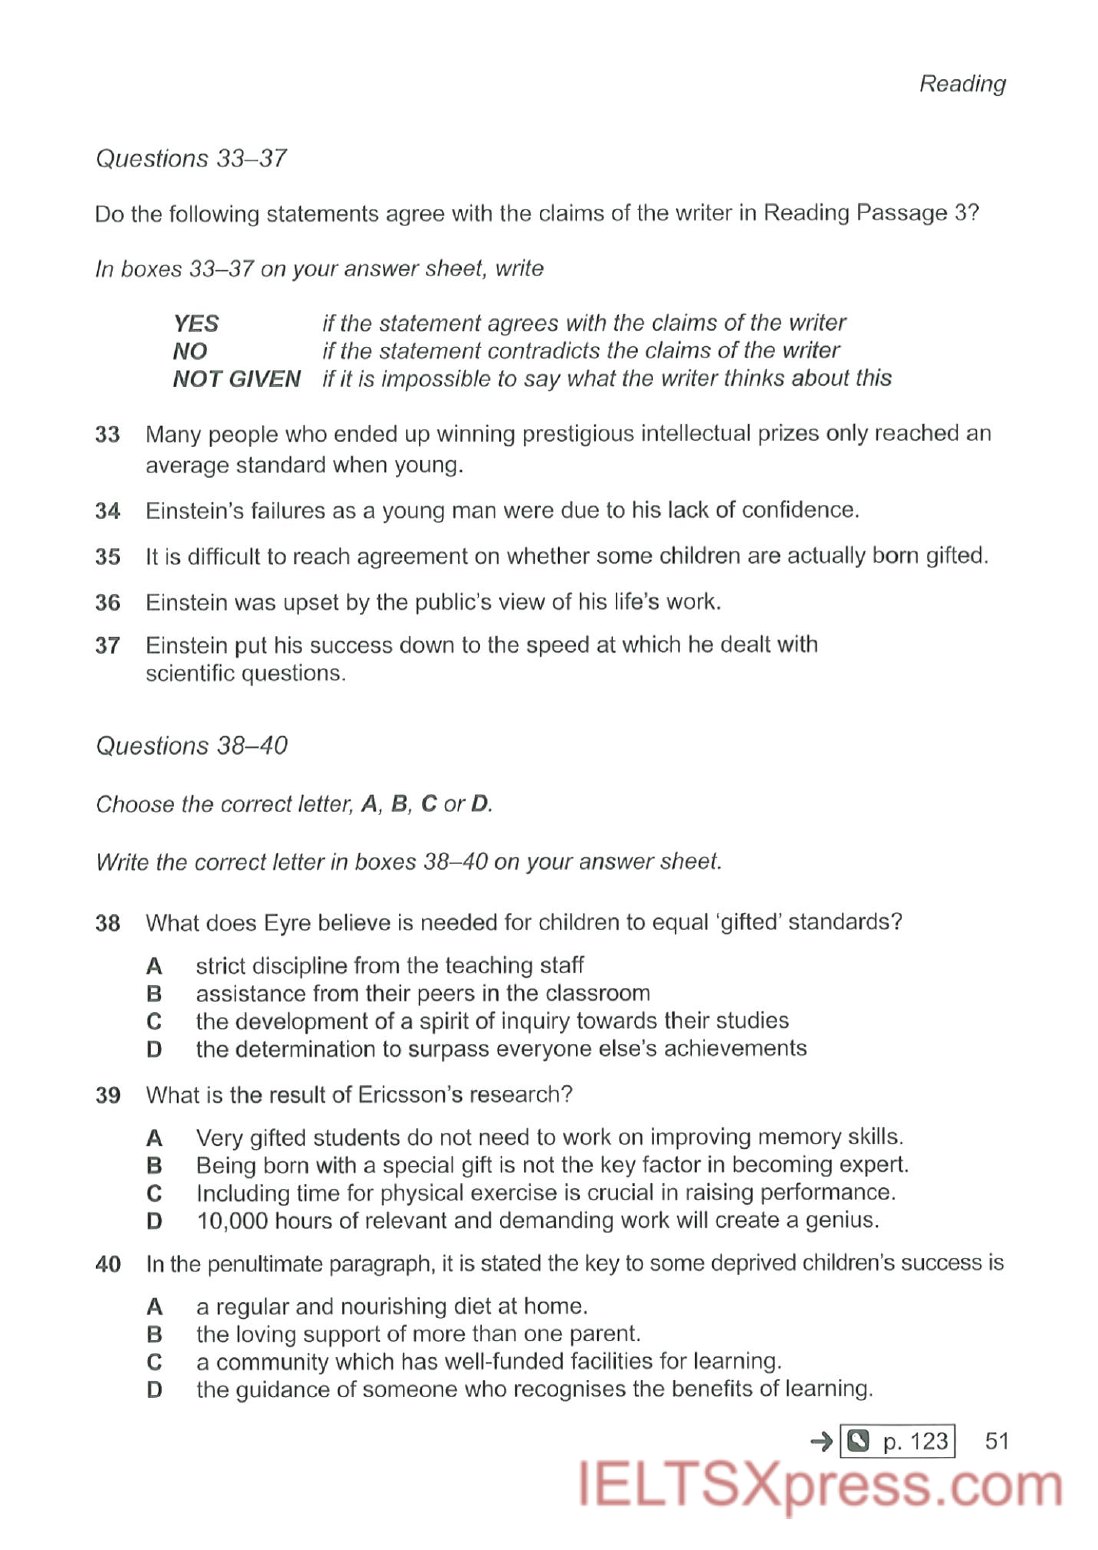 Reading
Questions 33–37
Do the following statements agree with the claims of the writer in Reading Passage 3?
In boxes 33–37 on your answer sheet, write
YES if the statement agrees with the claims of the writer
NO if the statement contradicts the claims of the writer
NOT GIVEN if it is impossible to say what the writer thinks about this
33 Many people who ended up winning prestigious intellectual prizes only reached an
average standard when young.
34 Einstein's failures as a young man were due to his lack of confidence.
35 It is difficult to reach agreement on whether some children are actually born gifted.
36 Einstein was upset by the public's view of his life's work.
37 Einstein put his success down to the speed at which he dealt with
scientific questions.
Questions 38–40
Choose the correct letter, A, B, C or D.
Write the correct letter in boxes 38–40 on your answer sheet.
38 What does Eyre believe is needed for children to equal 'gifted' standards?
A strict discipline from the teaching staff
B assistance from their peers in the classroom
C the development of a spirit of inquiry towards their studies
D the determination to surpass everyone else's achievements
39 What is the result of Ericsson's research?
A Very gifted students do not need to work on improving memory skills.
B Being born with a special gift is not the key factor in becoming expert.
C Including time for physical exercise is crucial in raising performance.
D 10,000 hours of relevant and demanding work will create a genius.
40 In the penultimate paragraph, it is stated the key to some deprived children's success is
A a regular and nourishing diet at home.
B the loving support of more than one parent.
C a community which has well-funded facilities for learning.
D the guidance of someone who recognises the benefits of learning.
→ p. 123 51
IELTSXpress.com